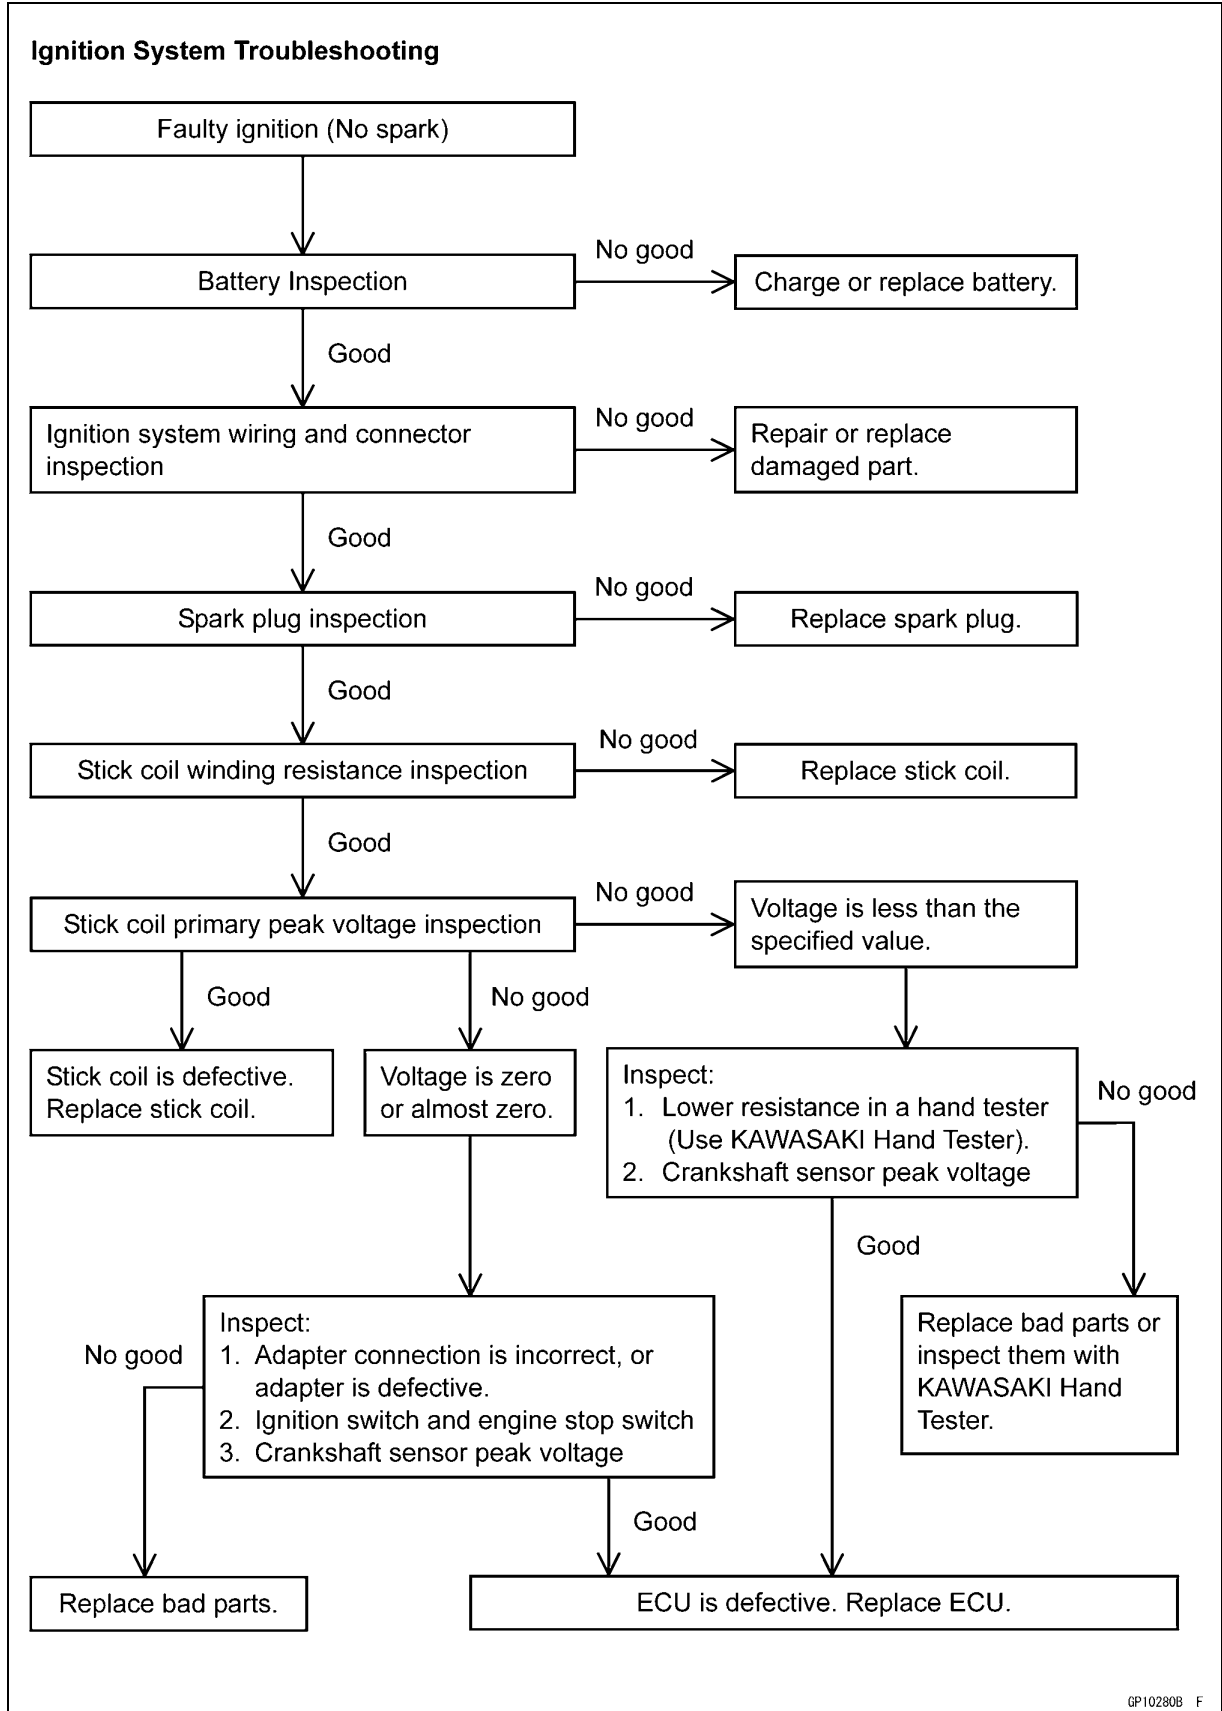 Ignition System Troubleshooting
Faulty ignition (No spark)
No good
Battery Inspection
Charge or replace battery.
Good
No good
Ignition system wiring and connector
inspection
Repair or replace
damaged part.
Good
No good
Spark plug inspection
Replace spark plug.
Good
No good
Stick coil winding resistance inspection
Replace stick coil.
Good
No good
Stick coil primary peak voltage inspection
Voltage is less than the
specified value.
Good
No good
Stick coil is defective.
Replace stick coil.
Voltage is zero
or almost zero.
Inspect:
1. Lower resistance in a hand tester
(Use KAWASAKI Hand Tester).
2. Crankshaft sensor peak voltage
No good
Good
No good
Inspect:
1. Adapter connection is incorrect, or
adapter is defective.
2. Ignition switch and engine stop switch
3. Crankshaft sensor peak voltage
Replace bad parts or
inspect them with
KAWASAKI Hand
Tester.
Good
Replace bad parts.
ECU is defective. Replace ECU.
GP10280B F